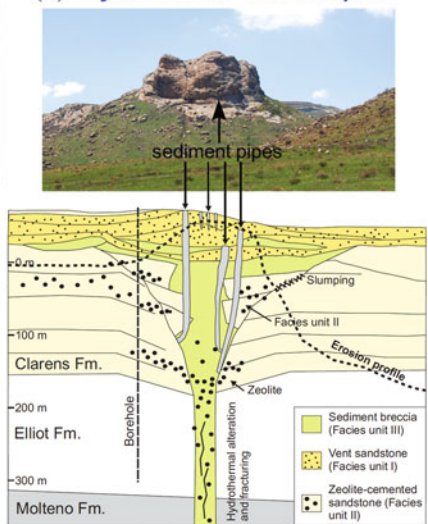 sediment pipes
0 m
Slumping
Facies unit II
100 m
Clarens Fm.
Erosion profile
Zeolite
200 m
Borehole
Elliot Fm.
Hydrothermal alteration
and fracturing
300 m
Molteno Fm.
Sediment breccia
(Facies unit III)
Vent sandstone
(Facies unit I)
Zeolite-cemented
sandstone (Facies
unit II)